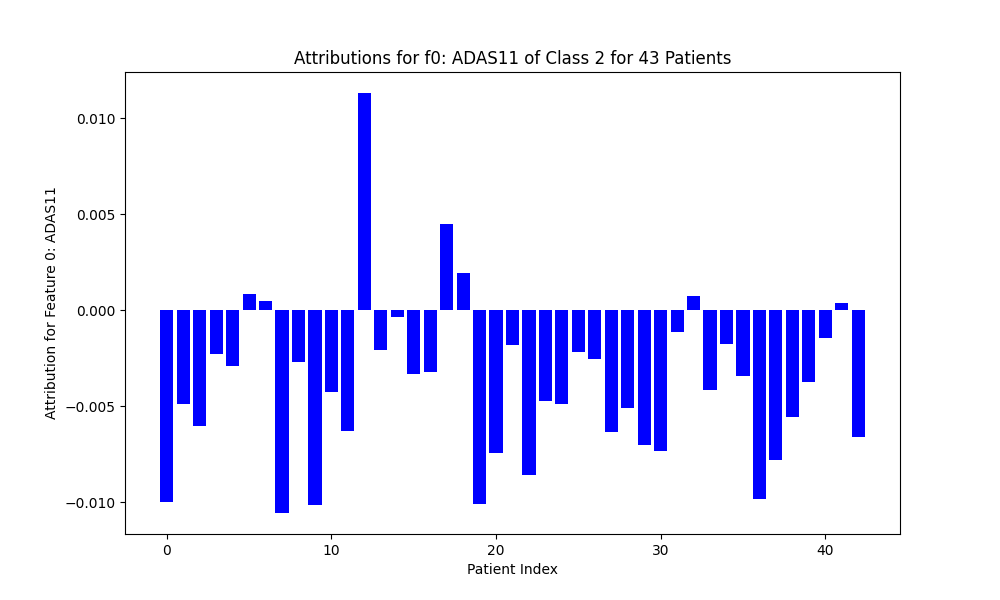 Attributions for f0: ADAS11 of Class 2 for 43 Patients
Attribution for Feature 0: ADAS11
0.010
0.005
0.000
−0.005
−0.010
0 10 20 30 40
Patient Index